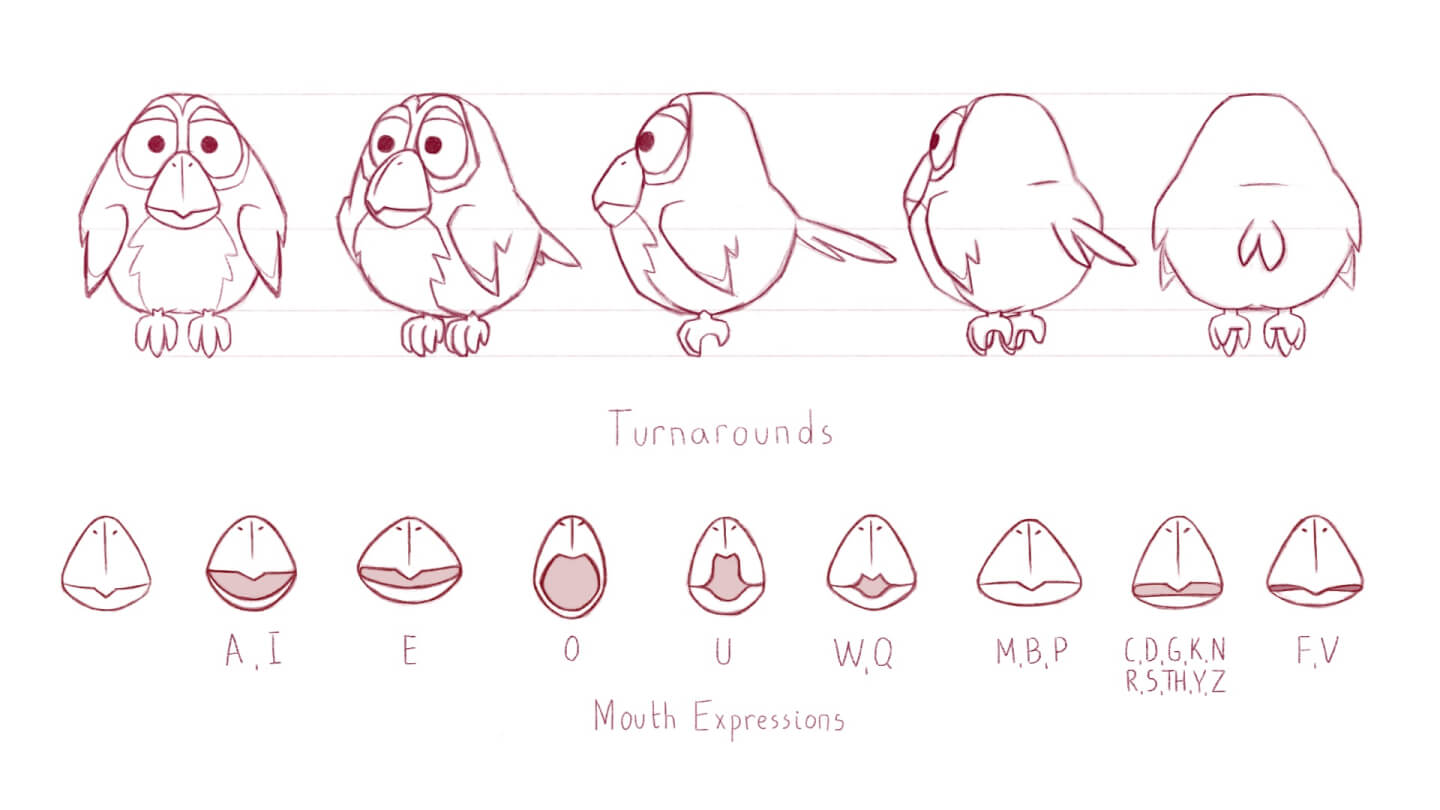 Turnarounds
A, I
E
O
U
W, Q
M, B, P
C, D, G, K, N
R, S, TH, Y, Z
F, V
Mouth Expressions